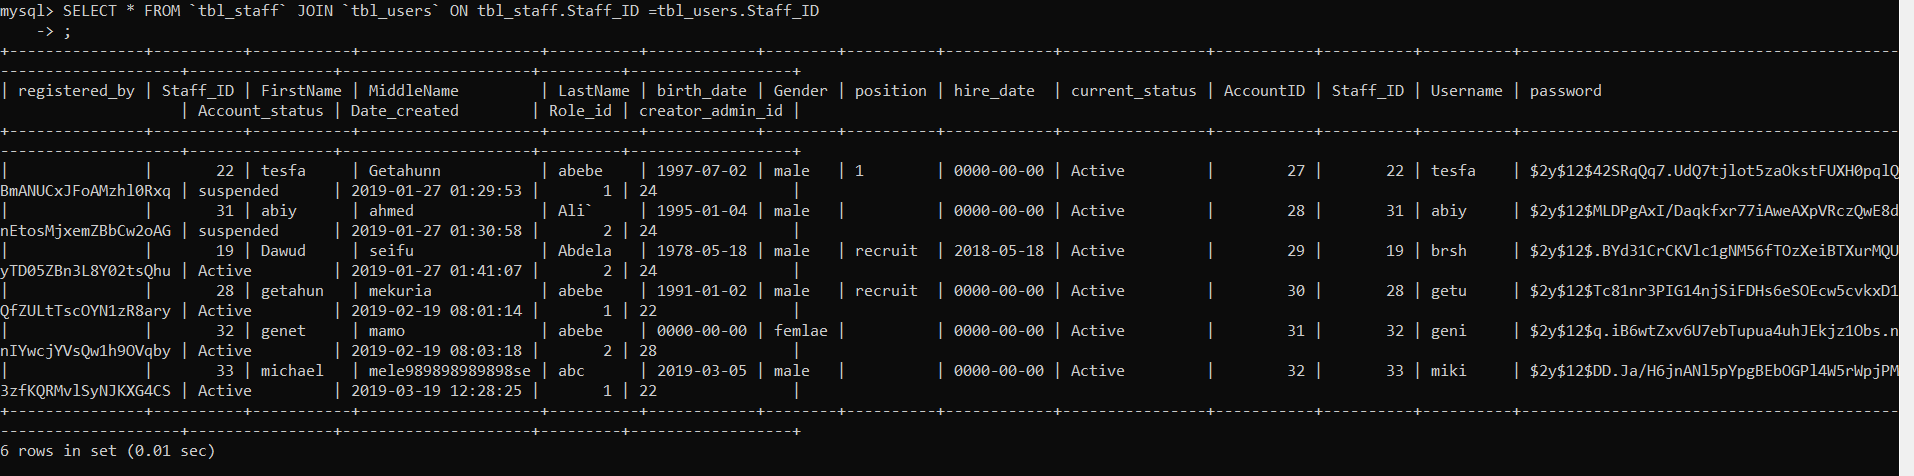 mysql> SELECT * FROM `tbl_staff` JOIN `tbl_users` ON tbl_staff.Staff_ID =tbl_users.Staff_ID
    -> ;
+---------------+----------+-----------+-------------------+----------+------------+--------+----------+------------+----------------+-----------+----------+----------+---------------------------------------
-------------------+----------------+---------------------+---------+------------------+
| registered_by | Staff_ID | FirstName | MiddleName         | LastName | birth_date | Gender | position | hire_date  | current_status | AccountID | Staff_ID | Username | password
                   | Account_status | Date_created        | Role_id | creator_admin_id |
+---------------+----------+-----------+-------------------+----------+------------+--------+----------+------------+----------------+-----------+----------+----------+---------------------------------------
-------------------+----------------+---------------------+---------+------------------+
|               |       22 | tesfa     | Getahunn           | abebe    | 1997-07-02 | male   | 1        | 0000-00-00 | Active         |        27 |       22 | tesfa    | $2y$12$42SRqQq7.UdQ7tjlot5zaOkstFUXH0pqlQ
BmANUCxJFoAMzhl0Rxq | suspended      | 2019-01-27 01:29:53 |       1 | 24               |
|               |       31 | abiy      | ahmed              | Ali`     | 1995-01-04 | male   |          | 0000-00-00 | Active         |        28 |       31 | abiy     | $2y$12$MLDPgAxI/Daqkfxr77iAweAXpVRczQwE8d
nEtosMjxemZBbCw2oAG | suspended      | 2019-01-27 01:30:58 |       2 | 24               |
|               |       19 | Dawud     | seifu              | Abdela   | 1978-05-18 | male   | recruit  | 2018-05-18 | Active         |        29 |       19 | brsh     | $2y$12$.BYd31CrCKVlc1gNM56fTOzXeiBTXurMQU
yTD05ZBn3L8Y02tsQhu | Active         | 2019-01-27 01:41:07 |       2 | 24               |
|               |       28 | getahun   | mekuria            | abebe    | 1991-01-02 | male   | recruit  | 0000-00-00 | Active         |        30 |       28 | getu     | $2y$12$Tc81nr3PIG14njSiFDHs6eSOEcw5cvkxD1
QfZULtTscOYN1zR8ary | Active         | 2019-02-19 08:01:14 |       1 | 22               |
|               |       32 | genet     | mamo               | abebe    | 0000-00-00 | femlae |          | 0000-00-00 | Active         |        31 |       32 | geni     | $2y$12$q.iB6wtZxv6U7ebTupua4uhJEkjz1Obs.n
nIYwcjYVsQw1h9OVqby | Active         | 2019-02-19 08:03:18 |       2 | 28               |
|               |       33 | michael   | mele989898989898se | abc      | 2019-03-05 | male   |          | 0000-00-00 | Active         |        32 |       33 | miki     | $2y$12$DD.Ja/H6jnANl5pYpgBEbOGPl4W5rWpjPM
3zfKQRMvlSyNJKXG4CS | Active         | 2019-03-19 12:28:25 |       1 | 22               |
+---------------+----------+-----------+-------------------+----------+------------+--------+----------+------------+----------------+-----------+----------+----------+---------------------------------------
-------------------+----------------+---------------------+---------+------------------+
6 rows in set (0.01 sec)